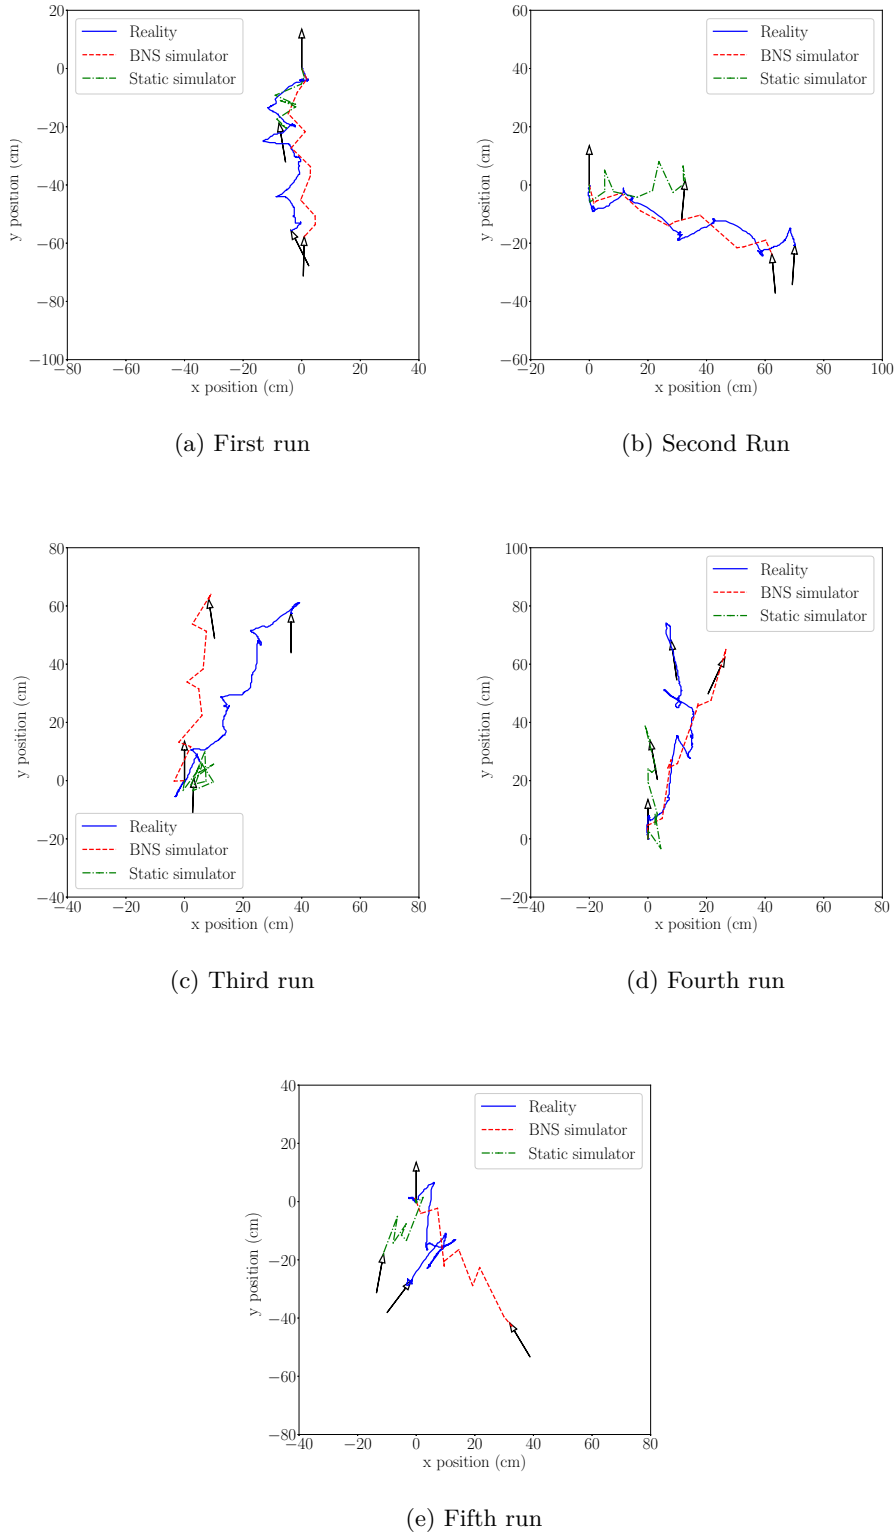 20
0
−20
−40
−60
−80
−100
−80
−60
−40
−20
0
20
40
y position (cm)
x position (cm)
Reality
BNS simulator
Static simulator
(a) First run
60
40
20
0
−20
−40
−60
−20
0
20
40
60
80
100
y position (cm)
x position (cm)
Reality
BNS simulator
Static simulator
(b) Second Run
80
60
40
20
0
−20
−40
−40
−20
0
20
40
60
80
y position (cm)
x position (cm)
Reality
BNS simulator
Static simulator
(c) Third run
100
80
60
40
20
0
−20
−40
−20
0
20
40
60
80
y position (cm)
x position (cm)
Reality
BNS simulator
Static simulator
(d) Fourth run
40
20
0
−20
−40
−60
−80
−40
−20
0
20
40
60
80
y position (cm)
x position (cm)
Reality
BNS simulator
Static simulator
(e) Fifth run